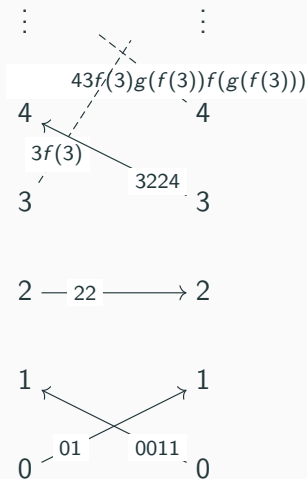 ⋮ ⋮
43f(3)g(f(3))f(g(f(3)))
4 4
3f(3)
3224
3 3
2 22 2
1 1
01 0011
0 0